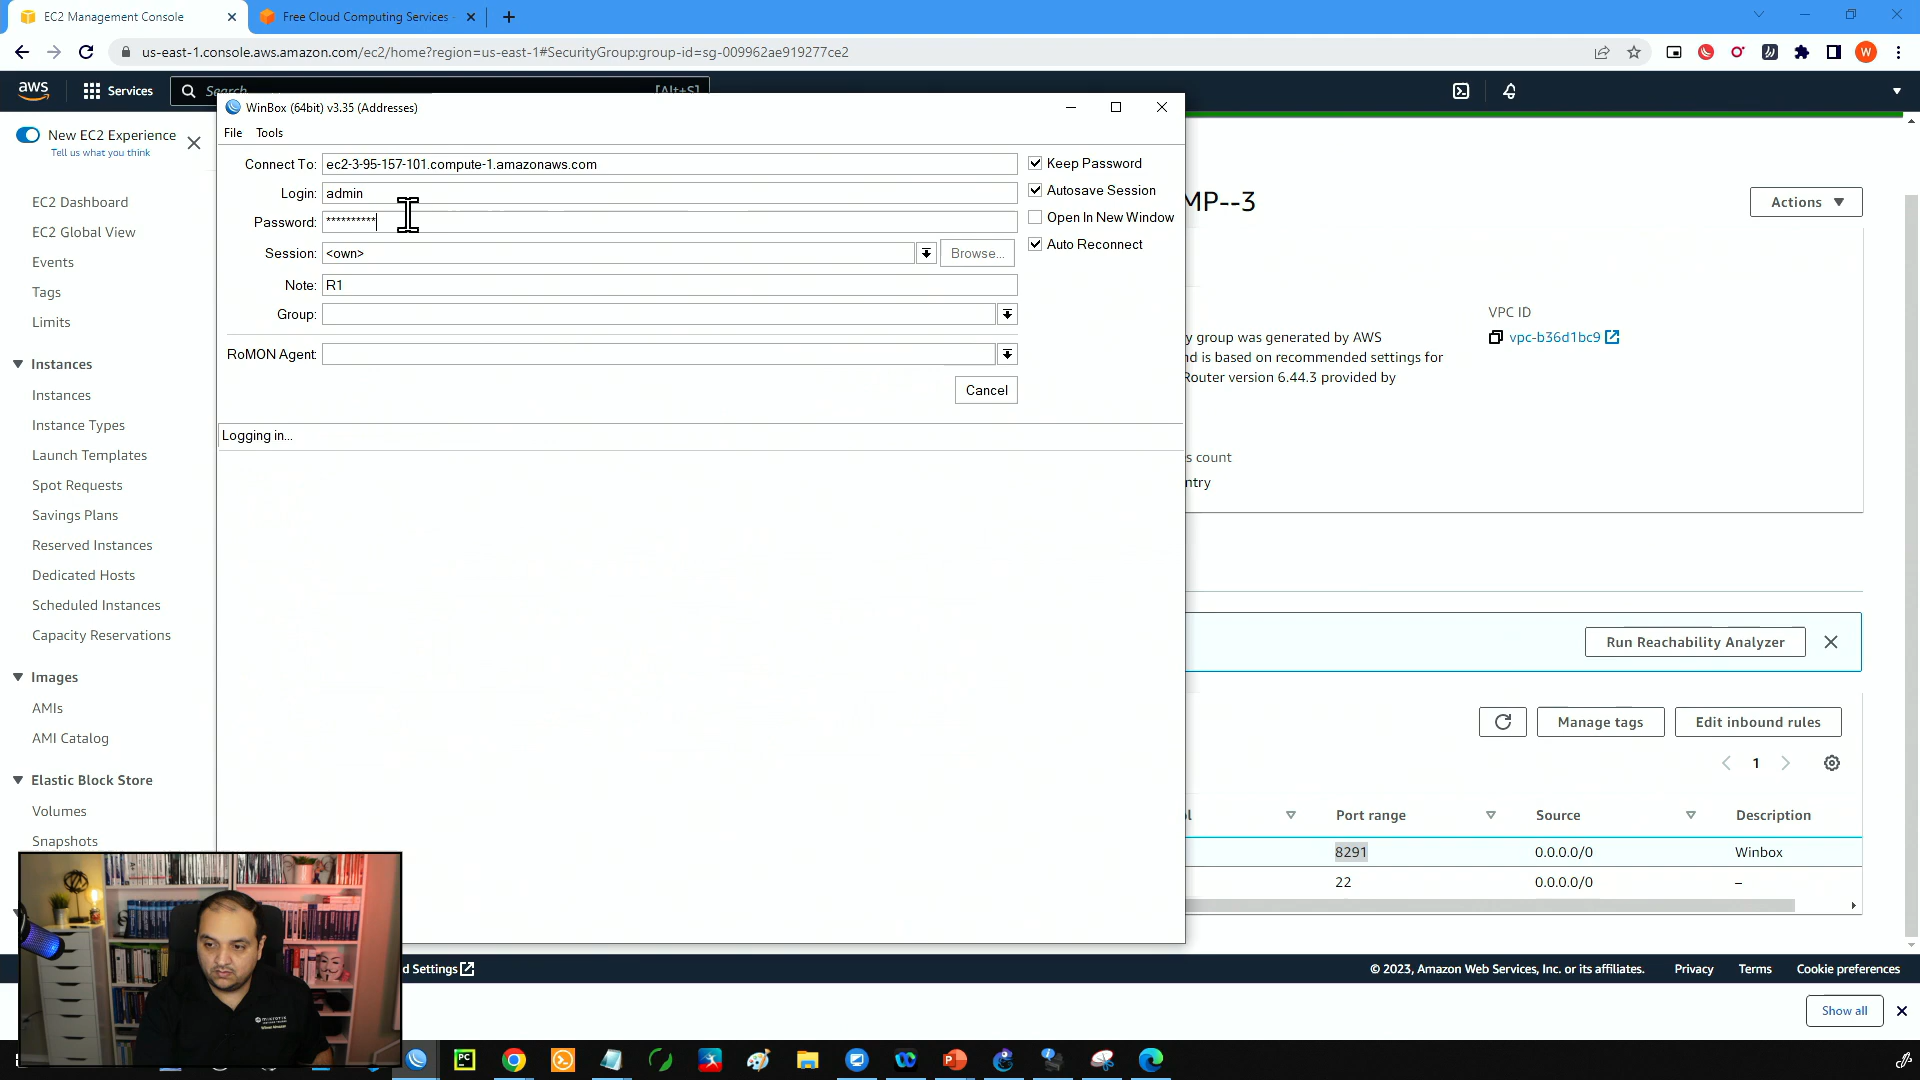 EC2 Management Console
Free Cloud Computing Services
us-east-1.console.aws.amazon.com/ec2/home?region=us-east-1#SecurityGroup:group-id=sg-009962ae919277ce2
W
aws
Services
Search
[Alt+S]
New EC2 Experience
Tell us what you think
EC2 Dashboard
EC2 Global View
Events
Tags
Limits
Instances
Instances
Instance Types
Launch Templates
Spot Requests
Savings Plans
Reserved Instances
Dedicated Hosts
Scheduled Instances
Capacity Reservations
Images
AMIs
AMI Catalog
Elastic Block Store
Volumes
Snapshots
WinBox (64bit) v3.35 (Addresses)
File Tools
Connect To: ec2-3-95-157-101.compute-1.amazonaws.com
Login: admin
Password: **********
Session: <own>
Browse...
Note: R1
Group:
RoMON Agent:
Keep Password
Autosave Session
Open In New Window
Auto Reconnect
Cancel
Logging in...
MP--3
Actions
VPC ID
vpc-b36d1bc9
y group was generated by AWS
nd is based on recommended settings for
Router version 6.44.3 provided by
s count
ntry
Run Reachability Analyzer
Manage tags
Edit inbound rules
1
ol Port range Source Description
8291 0.0.0.0/0 Winbox
22 0.0.0.0/0 –
d Settings
© 2023, Amazon Web Services, Inc. or its affiliates. Privacy Terms Cookie preferences
Show all
PC